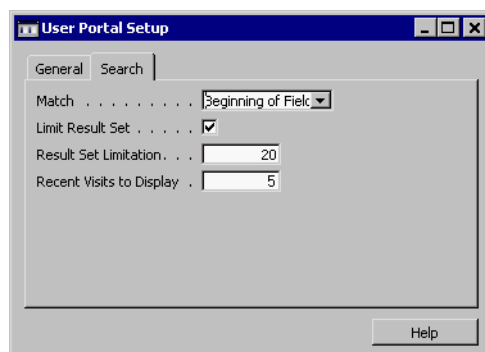 User Portal Setup
General Search
Match . . . . . . . . . Beginning of Fielc
Limit Result Set . . . . .
Result Set Limitation. . . 20
Recent Visits to Display . 5
Help